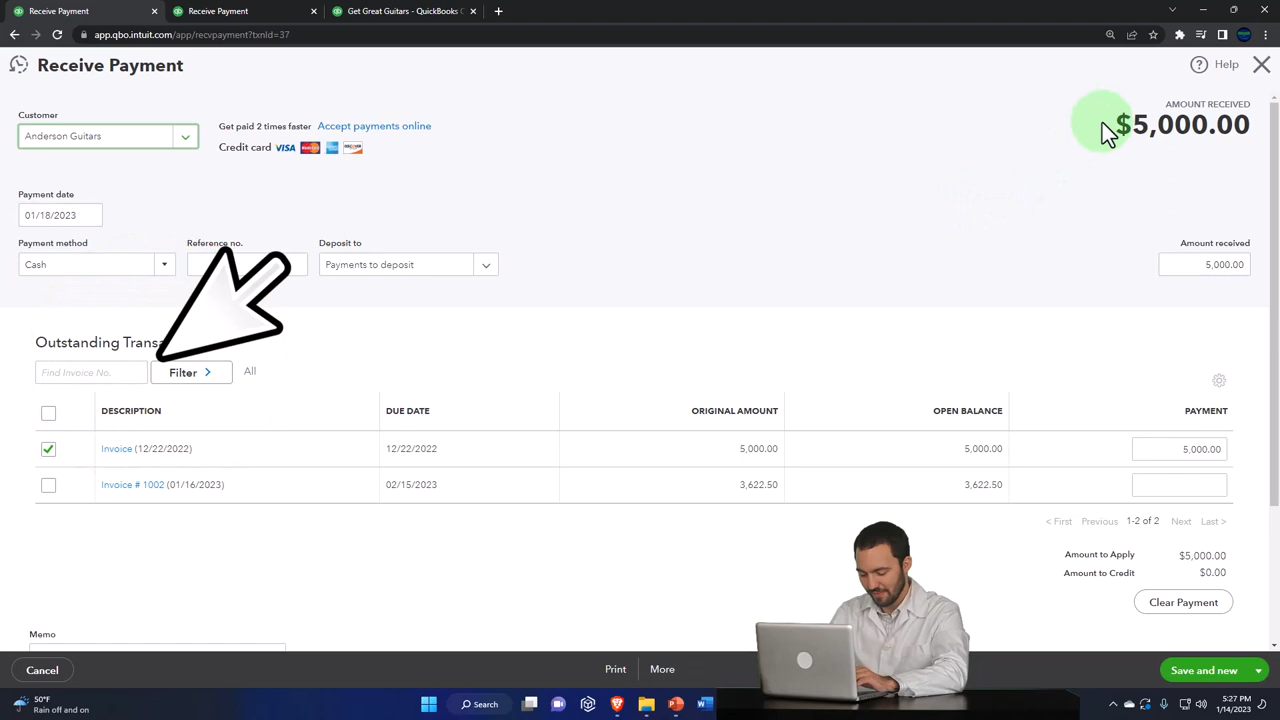 Receive Payment
Receive Payment
Get Great Guitars - QuickBooks O
app.qbo.intuit.com/app/recvpayment?txnId=37
Receive Payment
Help
Customer
Anderson Guitars
Get paid 2 times faster Accept payments online
Credit card VISA
AMOUNT RECEIVED
$5,000.00
Payment date
01/18/2023
Payment method
Reference no.
Deposit to
Amount received
Cash
Payments to deposit
5,000.00
Outstanding
Find Invoice No.
Filter >
All
DESCRIPTION DUE DATE ORIGINAL AMOUNT OPEN BALANCE PAYMENT
Invoice (12/22/2022) 12/22/2022 5,000.00 5,000.00 5,000.00
Invoice # 1002 (01/16/2023) 02/15/2023 3,622.50 3,622.50
< First Previous 1-2 of 2 Next Last >
Amount to Apply $5,000.00
Amount to Credit $0.00
Clear Payment
Memo
Cancel
Print
More
Save and new
50°F
Rain off and on
Search
5:27 PM
1/14/2023